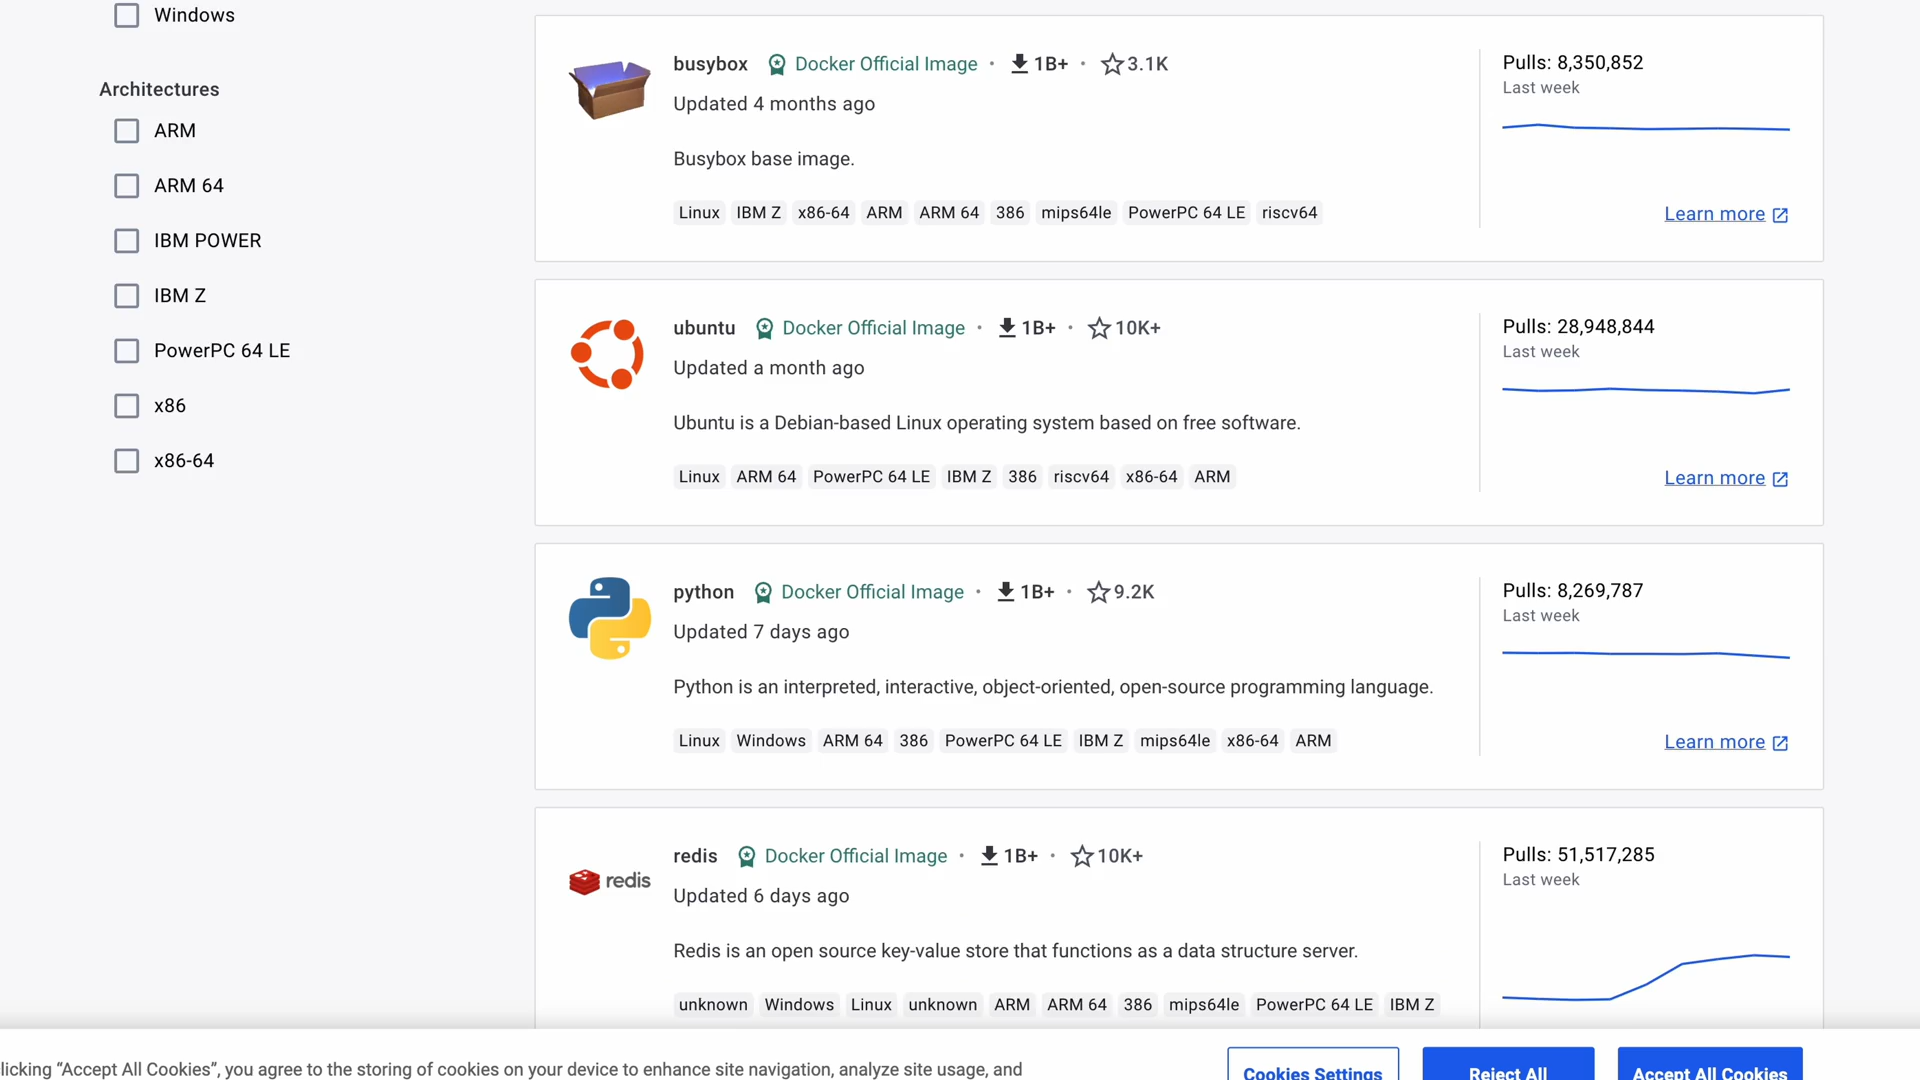 Windows
Architectures
ARM
ARM 64
IBM POWER
IBM Z
PowerPC 64 LE
x86
x86-64
busybox Docker Official Image • 1B+ • 3.1K
Updated 4 months ago
Busybox base image.
Linux IBM Z x86-64 ARM ARM 64 386 mips64le PowerPC 64 LE riscv64
Pulls: 8,350,852
Last week
Learn more
ubuntu Docker Official Image • 1B+ • 10K+
Updated a month ago
Ubuntu is a Debian-based Linux operating system based on free software.
Linux ARM 64 PowerPC 64 LE IBM Z 386 riscv64 x86-64 ARM
Pulls: 28,948,844
Last week
Learn more
python Docker Official Image • 1B+ • 9.2K
Updated 7 days ago
Python is an interpreted, interactive, object-oriented, open-source programming language.
Linux Windows ARM 64 386 PowerPC 64 LE IBM Z mips64le x86-64 ARM
Pulls: 8,269,787
Last week
Learn more
redis
redis Docker Official Image • 1B+ • 10K+
Updated 6 days ago
Redis is an open source key-value store that functions as a data structure server.
unknown Windows Linux unknown ARM ARM 64 386 mips64le PowerPC 64 LE IBM Z
Pulls: 51,517,285
Last week
licking “Accept All Cookies”, you agree to the storing of cookies on your device to enhance site navigation, analyze site usage, and
Cookies Settings
Reject All
Accept All Cookies